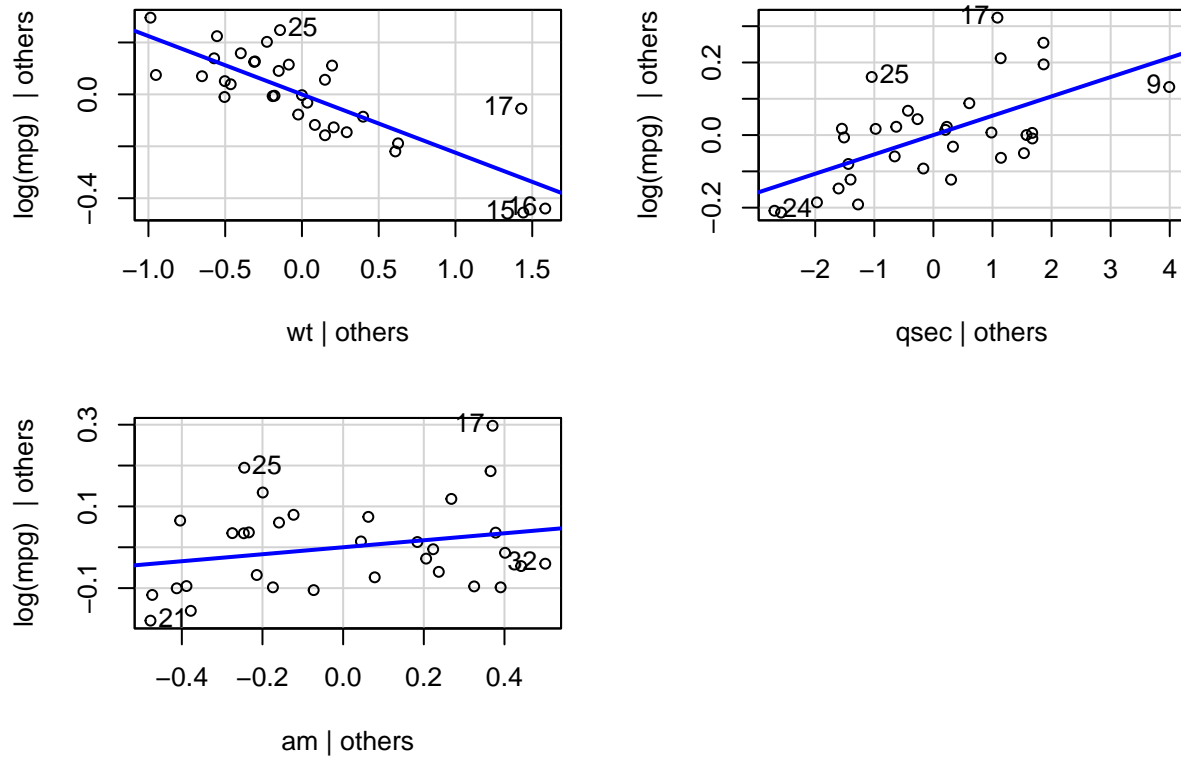 log(mpg) | others
0.0
−0.4
25
17
15
16
−1.0 −0.5 0.0 0.5 1.0 1.5
wt | others
log(mpg) | others
0.2
0.0
−0.2
17
25
9
24
−2 −1 0 1 2 3 4
qsec | others
log(mpg) | others
0.3
0.1
−0.1
17
25
32
21
−0.4 −0.2 0.0 0.2 0.4
am | others